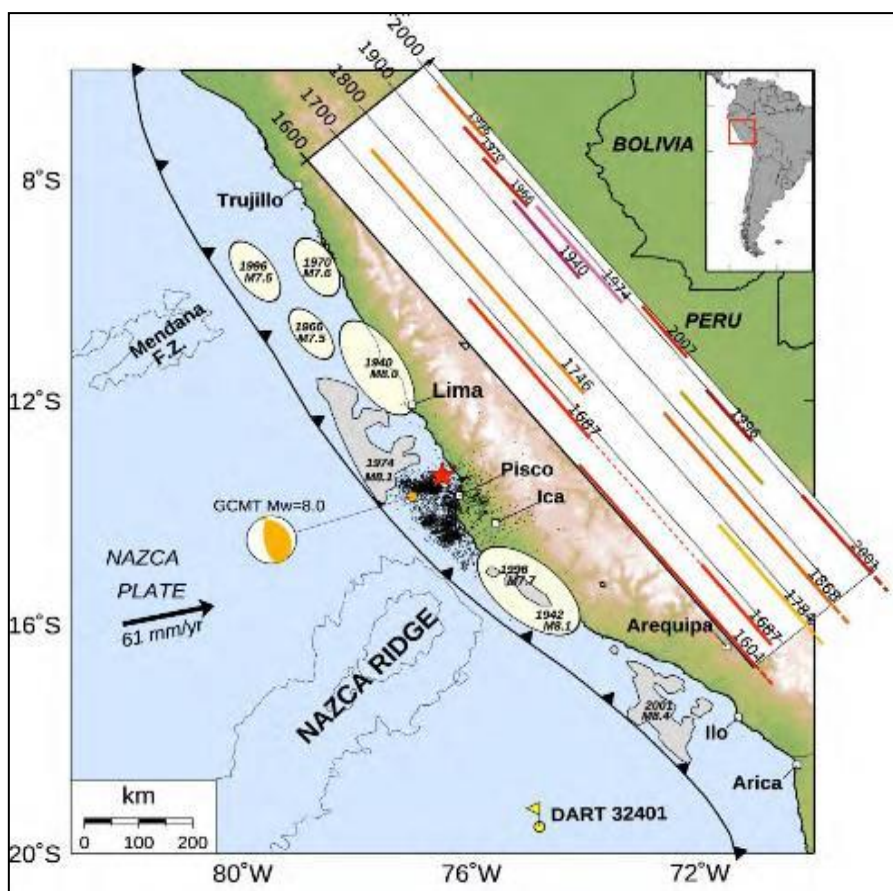 2000
1900
1800
1700
1600
1996
1970
1966
1940
1974
2007
1746
1687
1996
2001
1868
1784
1687
1604
BOLIVIA
PERU
8°S
12°S
16°S
20°S
80°W
76°W
72°W
Trujillo
1996
M7.5
1970
M7.6
1966
M7.5
1940
M8.0
Mendana
F.Z.
Lima
1974
M8.1
Pisco
Ica
GCMT Mw=8.0
NAZCA
PLATE
61 mm/yr
1996
M7.7
1942
M8.1
NAZCA RIDGE
Arequipa
2001
M8.4
Ilo
Arica
km
0 100 200
DART 32401